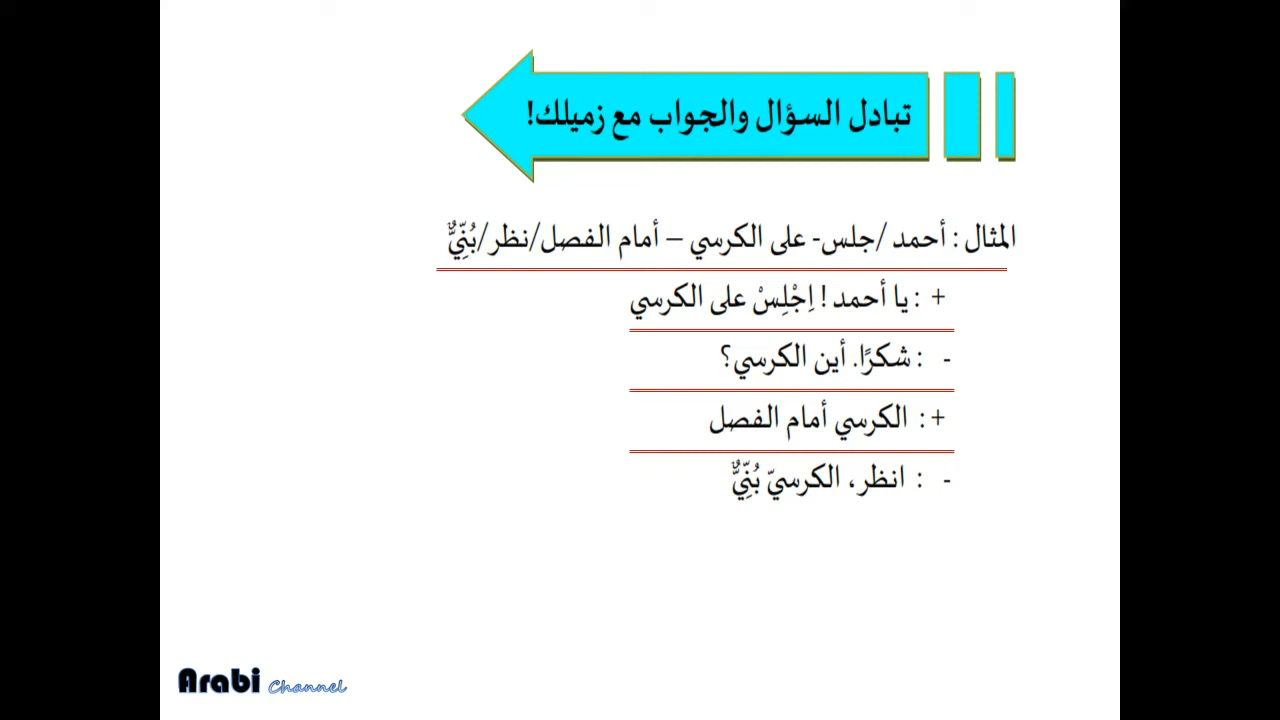 تبادل السؤال والجواب مع زميلك!
المثال : أحمد /جلس- على الكرسي – أمام الفصل/نظر/بُنِّيٌّ
+ : يا أحمد ! اِجْلِسْ على الكرسي
- : شكرًا. أين الكرسي؟
+ : الكرسي أمام الفصل
- : انظر، الكرسيّ بُنِّيٌّ
Arabi Channel